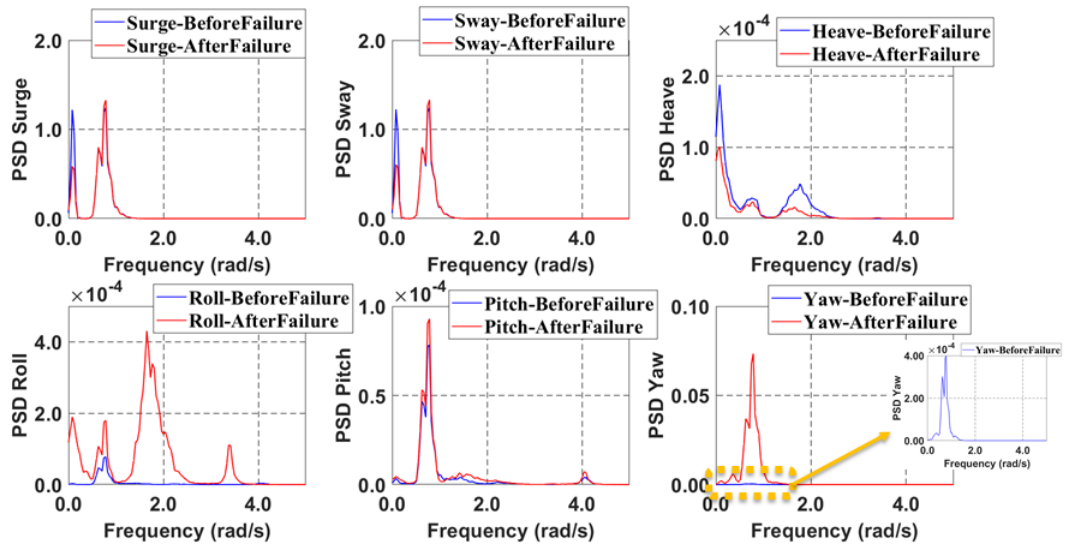 Surge-BeforeFailure
Surge-AfterFailure
2.0
1.0
0.0
PSD Surge
0.0 2.0 4.0
Frequency (rad/s)
Sway-BeforeFailure
Sway-AfterFailure
2.0
1.0
0.0
PSD Sway
0.0 2.0 4.0
Frequency (rad/s)
×10⁻⁴
Heave-BeforeFailure
Heave-AfterFailure
2.0
1.0
0.0
PSD Heave
0.0 2.0 4.0
Frequency (rad/s)
×10⁻⁴
Roll-BeforeFailure
Roll-AfterFailure
4.0
2.0
0.0
PSD Roll
0.0 2.0 4.0
Frequency (rad/s)
×10⁻⁴
Pitch-BeforeFailure
Pitch-AfterFailure
1.0
0.5
0.0
PSD Pitch
0.0 2.0 4.0
Frequency (rad/s)
Yaw-BeforeFailure
Yaw-AfterFailure
0.10
0.05
0.00
PSD Yaw
0.0 2.0 4.0
Frequency (rad/s)
×10⁻⁴
Yaw-BeforeFailure
4.00
2.00
0.00
PSD Yaw
0.0 2.0 4.0
Frequency (rad/s)